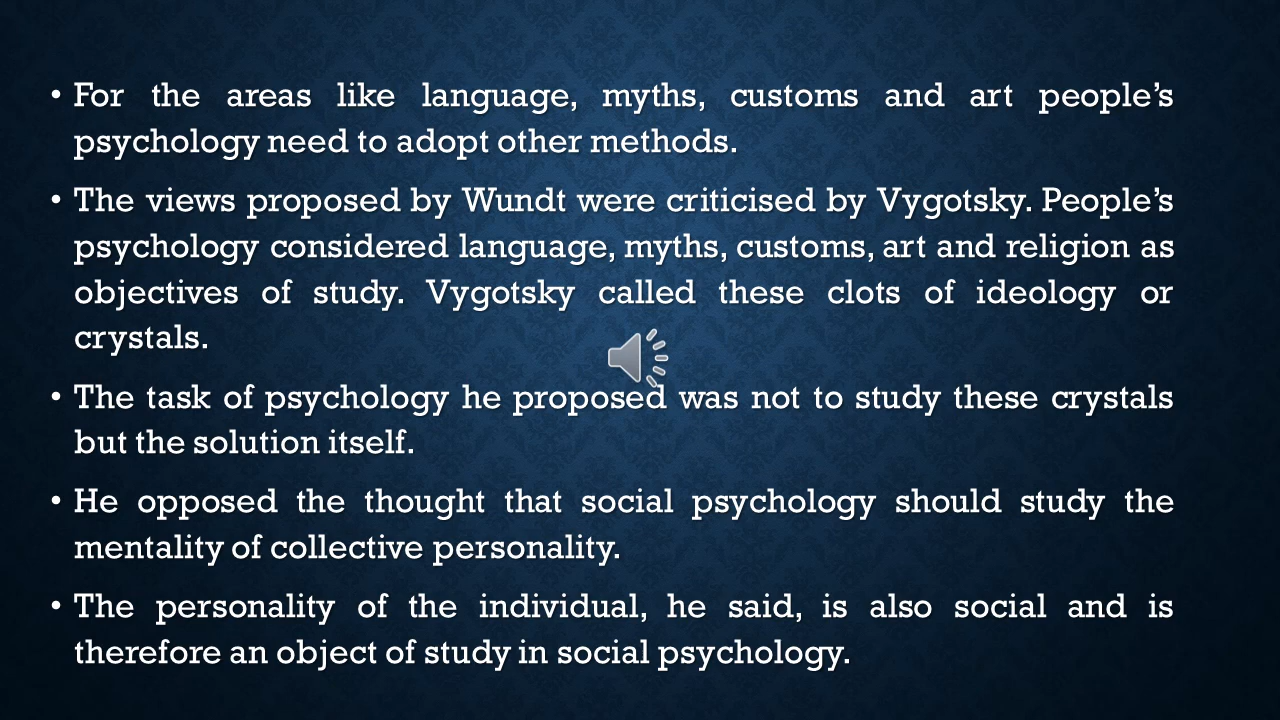 • For the areas like language, myths, customs and art people’s
psychology need to adopt other methods.
• The views proposed by Wundt were criticised by Vygotsky. People’s
psychology considered language, myths, customs, art and religion as
objectives of study. Vygotsky called these clots of ideology or
crystals.
• The task of psychology he proposed was not to study these crystals
but the solution itself.
• He opposed the thought that social psychology should study the
mentality of collective personality.
• The personality of the individual, he said, is also social and is
therefore an object of study in social psychology.